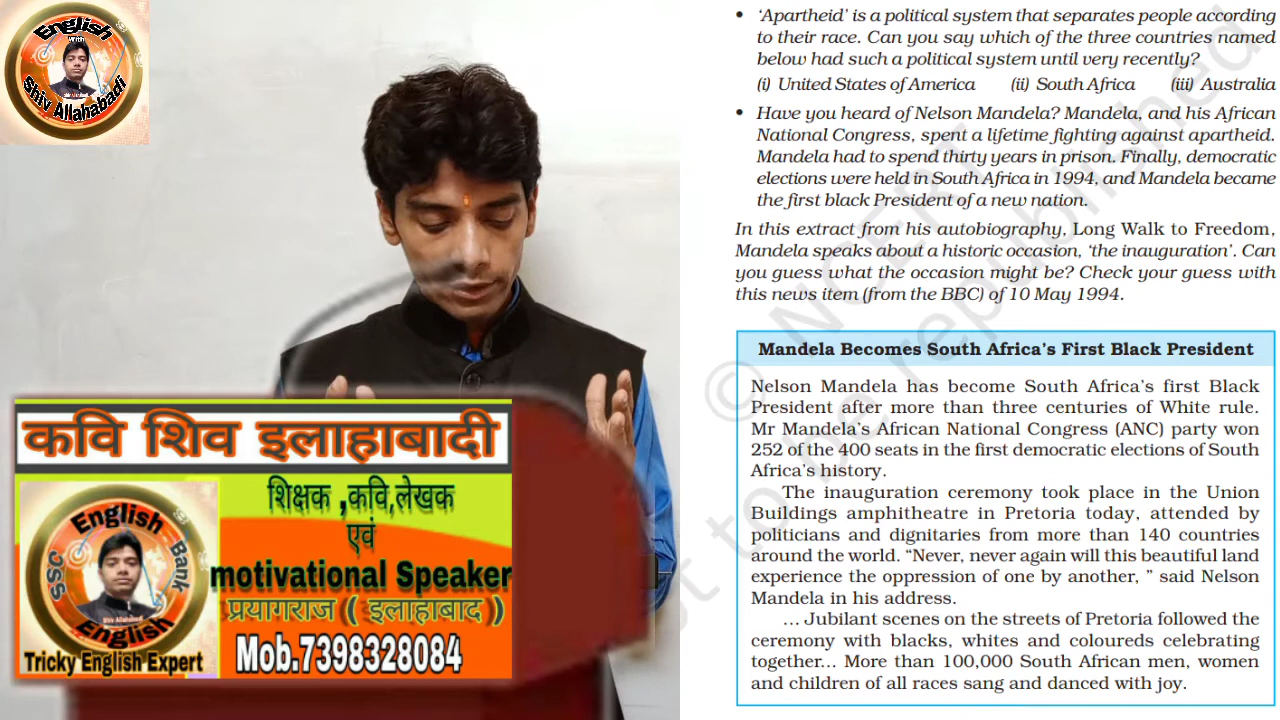 English
With
Shiv Allahabadi
कवि शिव इलाहाबादी
शिक्षक ,कवि,लेखक
एवं
motivational Speaker
प्रयागराज ( इलाहाबाद )
Mob.7398328084
English
SSC
Bank
Shiv Allahabadi
English
Tricky English Expert
• ‘Apartheid’ is a political system that separates people according
to their race. Can you say which of the three countries named
below had such a political system until very recently?
(i) United States of America (ii) South Africa (iii) Australia
• Have you heard of Nelson Mandela? Mandela, and his African
National Congress, spent a lifetime fighting against apartheid.
Mandela had to spend thirty years in prison. Finally, democratic
elections were held in South Africa in 1994, and Mandela became
the first black President of a new nation.
In this extract from his autobiography, Long Walk to Freedom,
Mandela speaks about a historic occasion, ‘the inauguration’. Can
you guess what the occasion might be? Check your guess with
this news item (from the BBC) of 10 May 1994.
Mandela Becomes South Africa’s First Black President
Nelson Mandela has become South Africa’s first Black
President after more than three centuries of White rule.
Mr Mandela’s African National Congress (ANC) party won
252 of the 400 seats in the first democratic elections of South
Africa’s history.
The inauguration ceremony took place in the Union
Buildings amphitheatre in Pretoria today, attended by
politicians and dignitaries from more than 140 countries
around the world. “Never, never again will this beautiful land
experience the oppression of one by another, ” said Nelson
Mandela in his address.
... Jubilant scenes on the streets of Pretoria followed the
ceremony with blacks, whites and coloureds celebrating
together... More than 100,000 South African men, women
and children of all races sang and danced with joy.
© NCERT
not to be republished